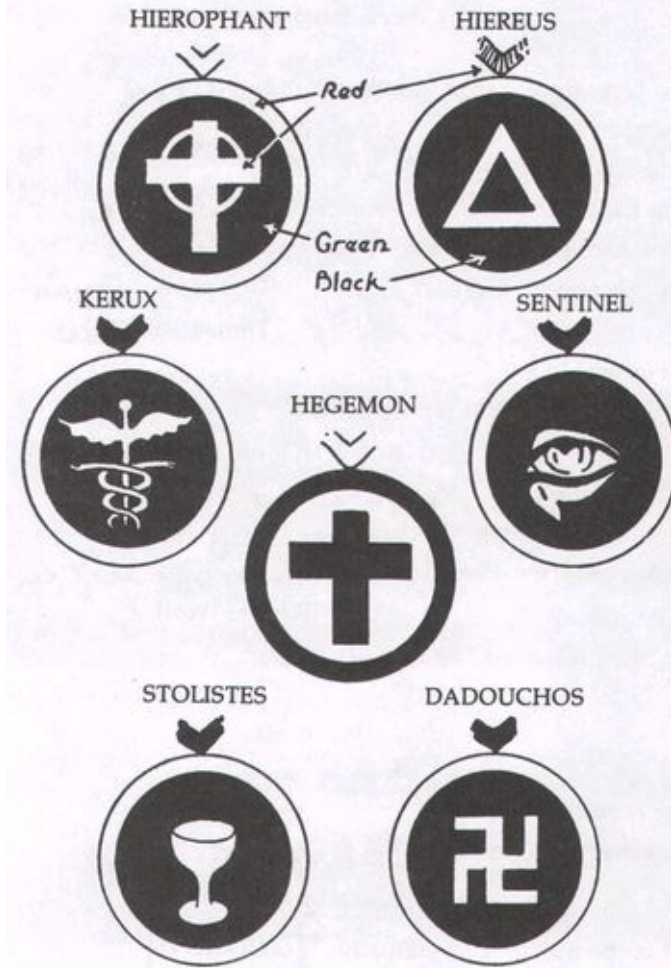 HIEROPHANT HIEREUS
Red
Green
Black
KERUX SENTINEL
HEGEMON
STOLISTES DADOUCHOS